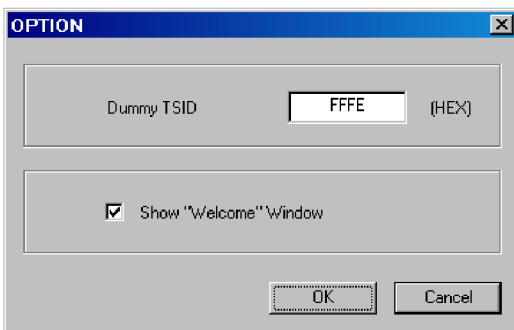 OPTION
Dummy TSID FFFE (HEX)
Show "Welcome" Window
OK Cancel